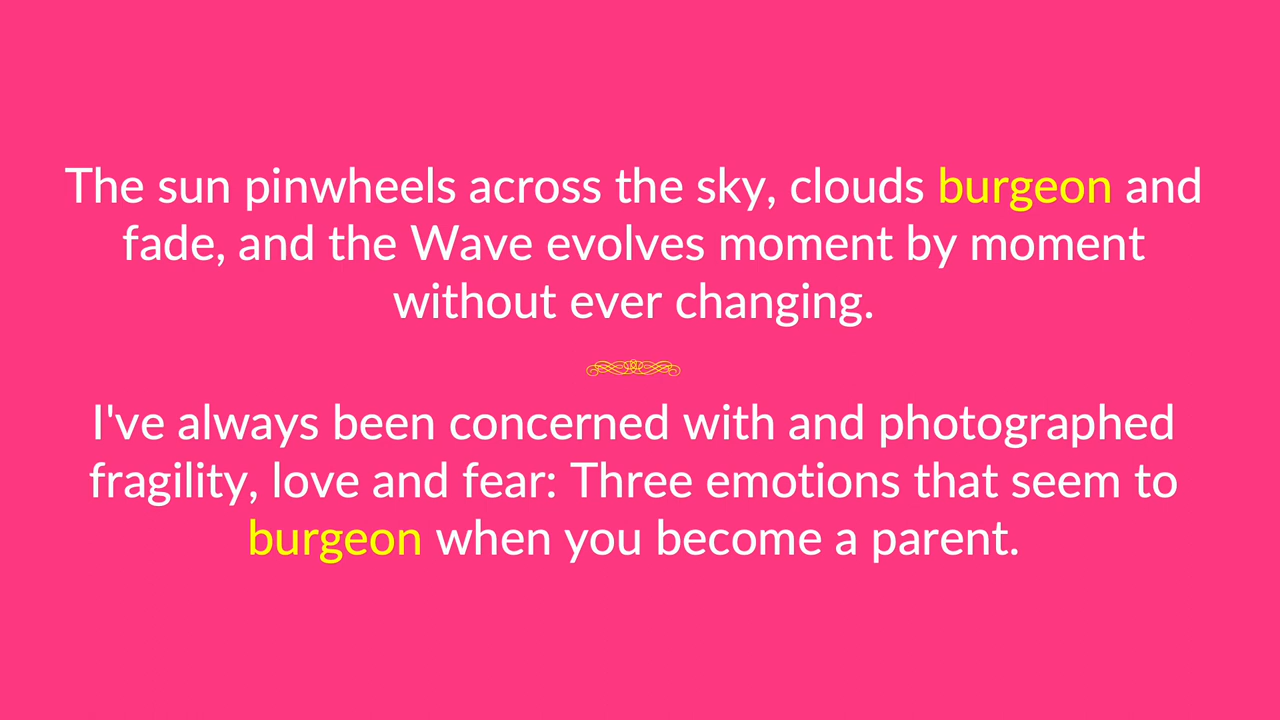 The sun pinwheels across the sky, clouds burgeon and
fade, and the Wave evolves moment by moment
without ever changing.
I've always been concerned with and photographed
fragility, love and fear: Three emotions that seem to
burgeon when you become a parent.